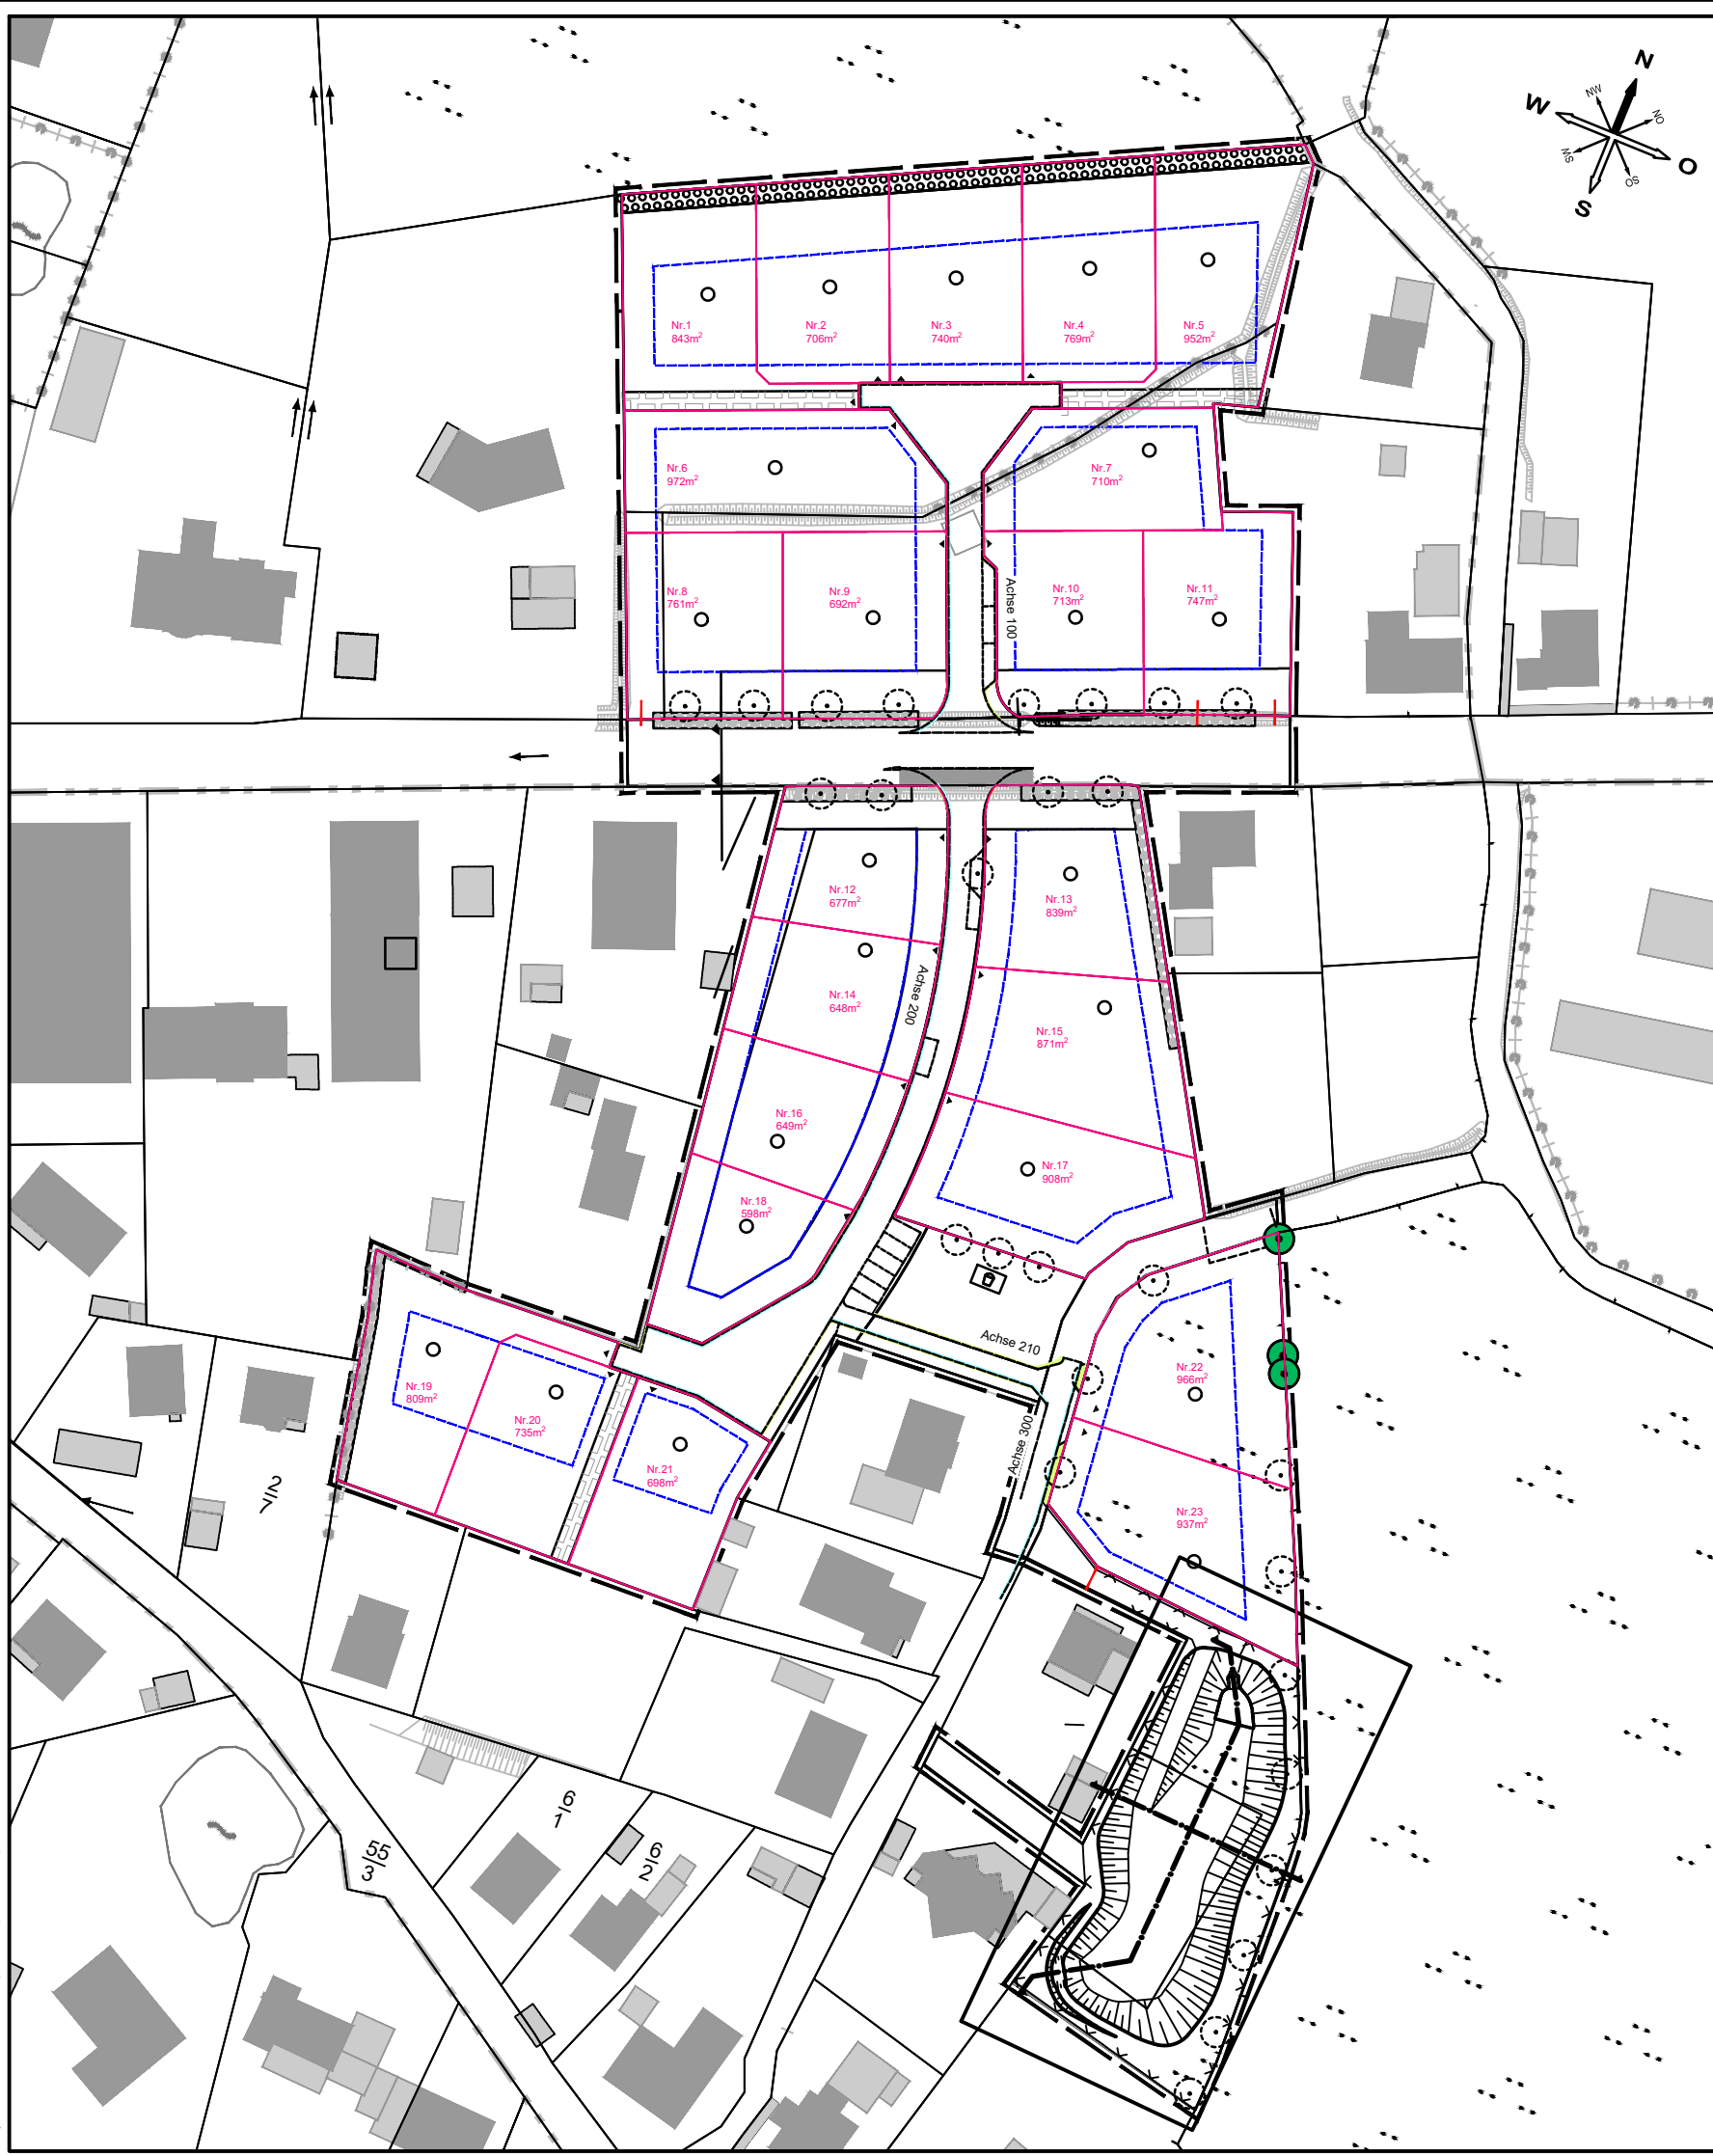 N
NW
NO
W
O
SW
SO
S
Nr.1
843m²
Nr.2
706m²
Nr.3
740m²
Nr.4
769m²
Nr.5
952m²
Nr.6
972m²
Nr.7
710m²
Nr.8
761m²
Nr.9
692m²
Achse 100
Nr.10
713m²
Nr.11
747m²
Nr.12
677m²
Nr.13
839m²
Nr.14
648m²
Achse 200
Nr.15
871m²
Nr.16
649m²
Nr.17
908m²
Nr.18
598m²
Achse 210
Nr.19
809m²
Nr.20
735m²
Nr.21
698m²
Achse 300
Nr.22
966m²
Nr.23
937m²
2
7
6
1
6
2
55
3